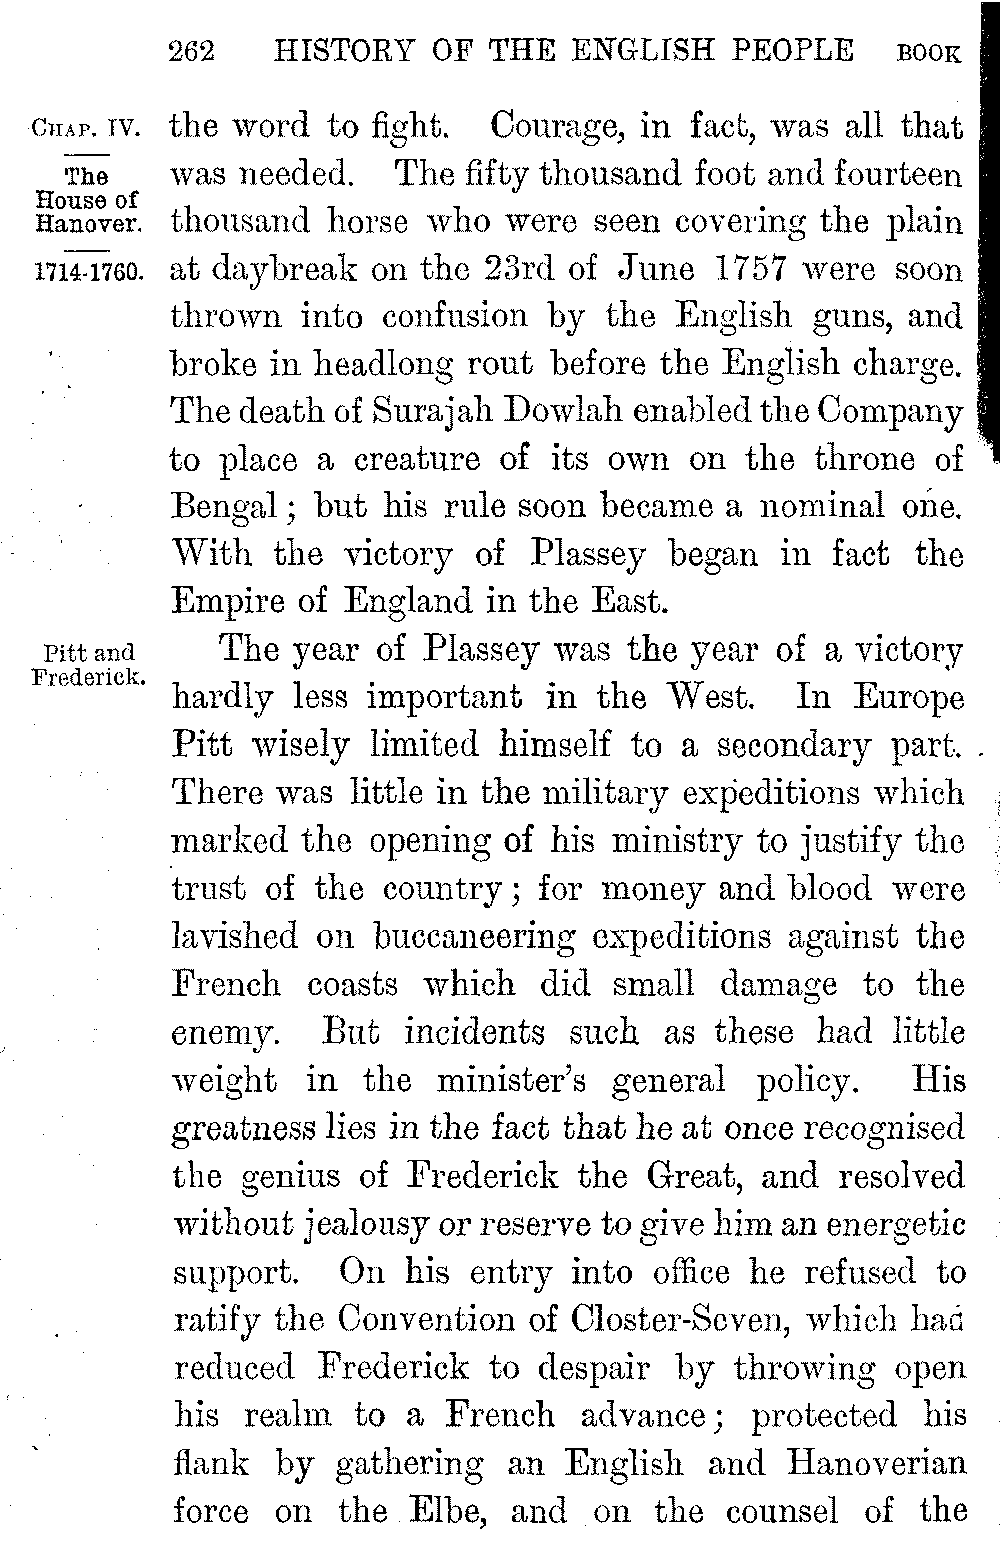 262 HISTORY OF THE ENGLISH PEOPLE BOOK
CHAP. IV.
The
House of
Hanover.
1714-1760.
the word to fight. Courage, in fact, was all that
was needed. The fifty thousand foot and fourteen
thousand horse who were seen covering the plain
at daybreak on the 23rd of June 1757 were soon
thrown into confusion by the English guns, and
broke in headlong rout before the English charge.
The death of Surajah Dowlah enabled the Company
to place a creature of its own on the throne of
Bengal; but his rule soon became a nominal one.
With the victory of Plassey began in fact the
Empire of England in the East.
Pitt and
Frederick.
The year of Plassey was the year of a victory
hardly less important in the West. In Europe
Pitt wisely limited himself to a secondary part.
There was little in the military expeditions which
marked the opening of his ministry to justify the
trust of the country; for money and blood were
lavished on buccaneering expeditions against the
French coasts which did small damage to the
enemy. But incidents such as these had little
weight in the minister's general policy. His
greatness lies in the fact that he at once recognised
the genius of Frederick the Great, and resolved
without jealousy or reserve to give him an energetic
support. On his entry into office he refused to
ratify the Convention of Closter-Seven, which had
reduced Frederick to despair by throwing open
his realm to a French advance; protected his
flank by gathering an English and Hanoverian
force on the Elbe, and on the counsel of the